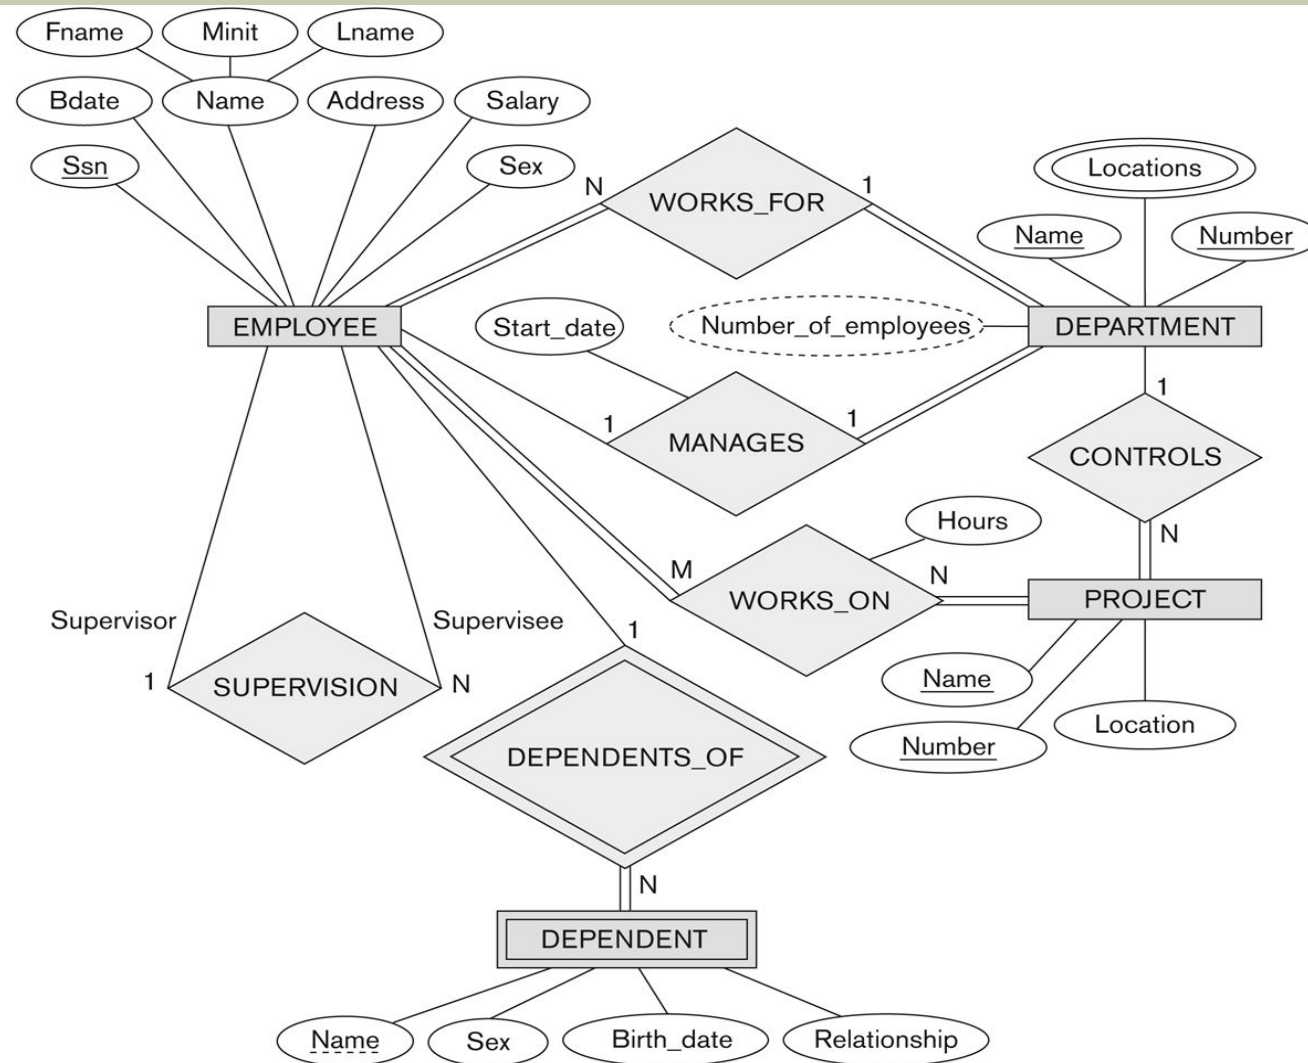 Fname
Minit
Lname
Bdate
Name
Address
Salary
Ssn
Sex
N
WORKS_FOR
1
Locations
Name
Number
EMPLOYEE
Start_date
Number_of_employees
DEPARTMENT
1
MANAGES
1
1
CONTROLS
N
Hours
M
WORKS_ON
N
PROJECT
Supervisor
Supervisee
1
SUPERVISION
N
1
Name
Number
Location
DEPENDENTS_OF
N
DEPENDENT
Name
Sex
Birth_date
Relationship